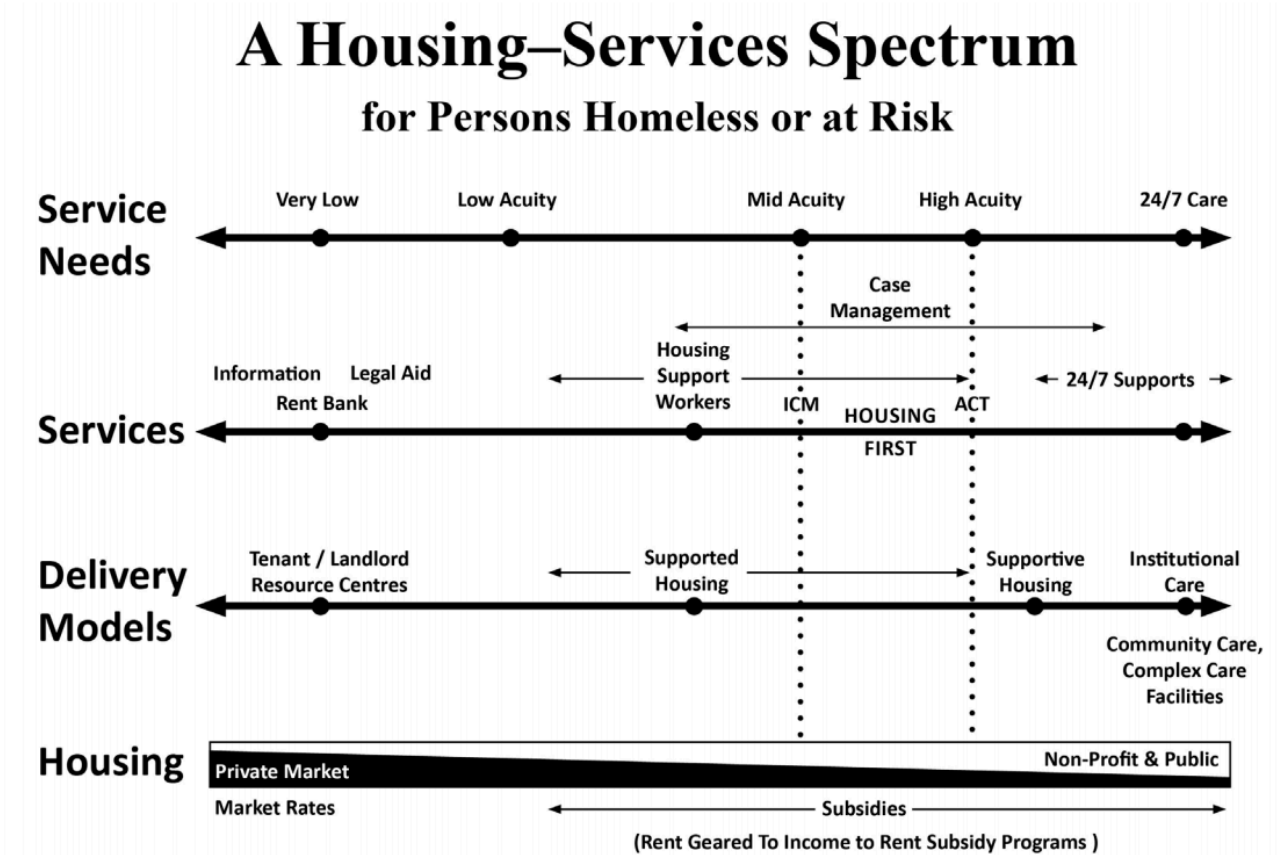 A Housing–Services Spectrum
for Persons Homeless or at Risk
Service
Needs
Very Low
Low Acuity
Mid Acuity
High Acuity
24/7 Care
Case
Management
Services
Information
Legal Aid
Rent Bank
Housing
Support
Workers
ICM
HOUSING
FIRST
ACT
24/7 Supports
Delivery
Models
Tenant / Landlord
Resource Centres
Supported
Housing
Supportive
Housing
Institutional
Care
Community Care,
Complex Care
Facilities
Housing
Private Market
Non-Profit & Public
Market Rates
Subsidies
(Rent Geared To Income to Rent Subsidy Programs )